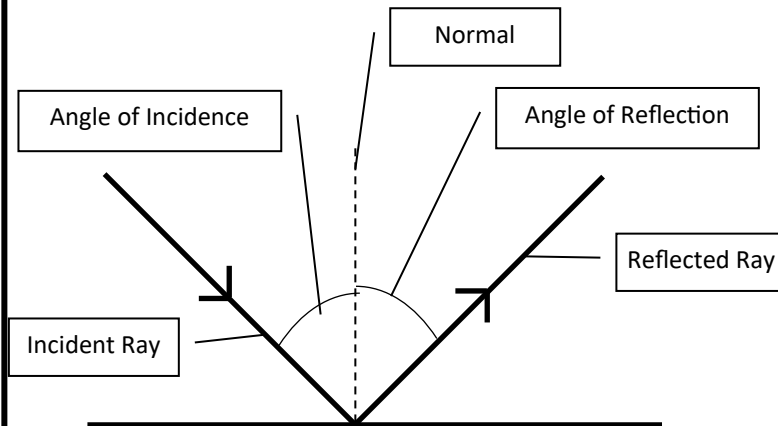 Normal
Angle of Incidence
Angle of Reflection
Reflected Ray
Incident Ray